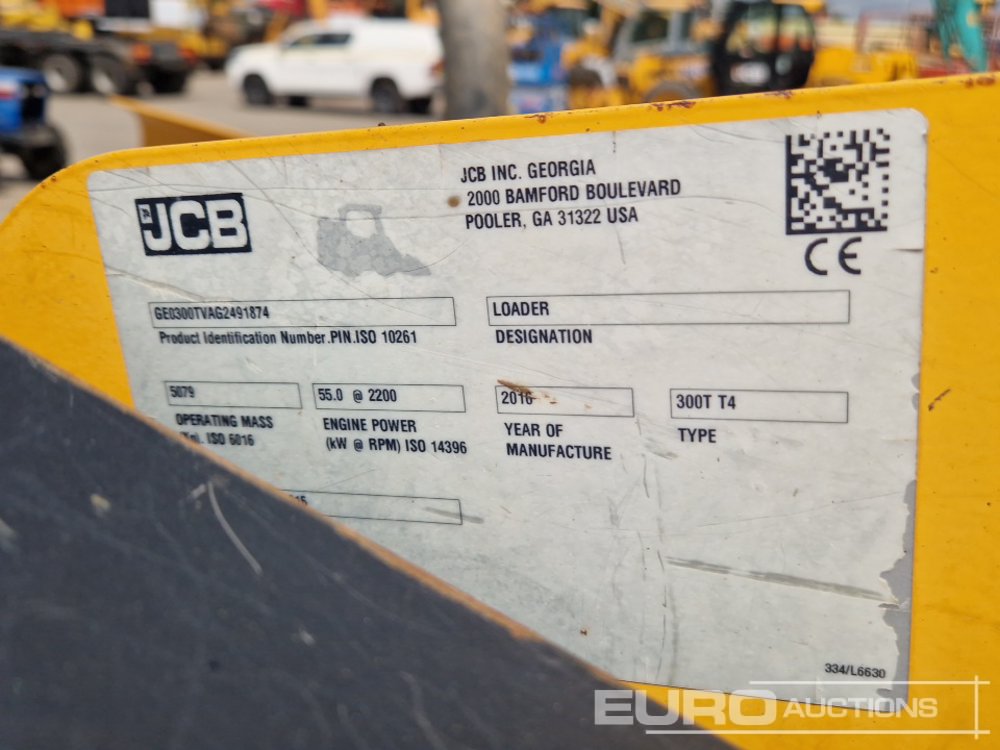 JCB
JCB INC. GEORGIA
2000 BAMFORD BOULEVARD
POOLER, GA 31322 USA
CE
GE0300TVAG2491874
Product Identification Number.PIN.ISO 10261
LOADER
DESIGNATION
5079
OPERATING MASS
ISO 6016
55.0 @ 2200
ENGINE POWER
(kW @ RPM) ISO 14396
2016
YEAR OF
MANUFACTURE
300T T4
TYPE
334/L6630
EURO AUCTIONS